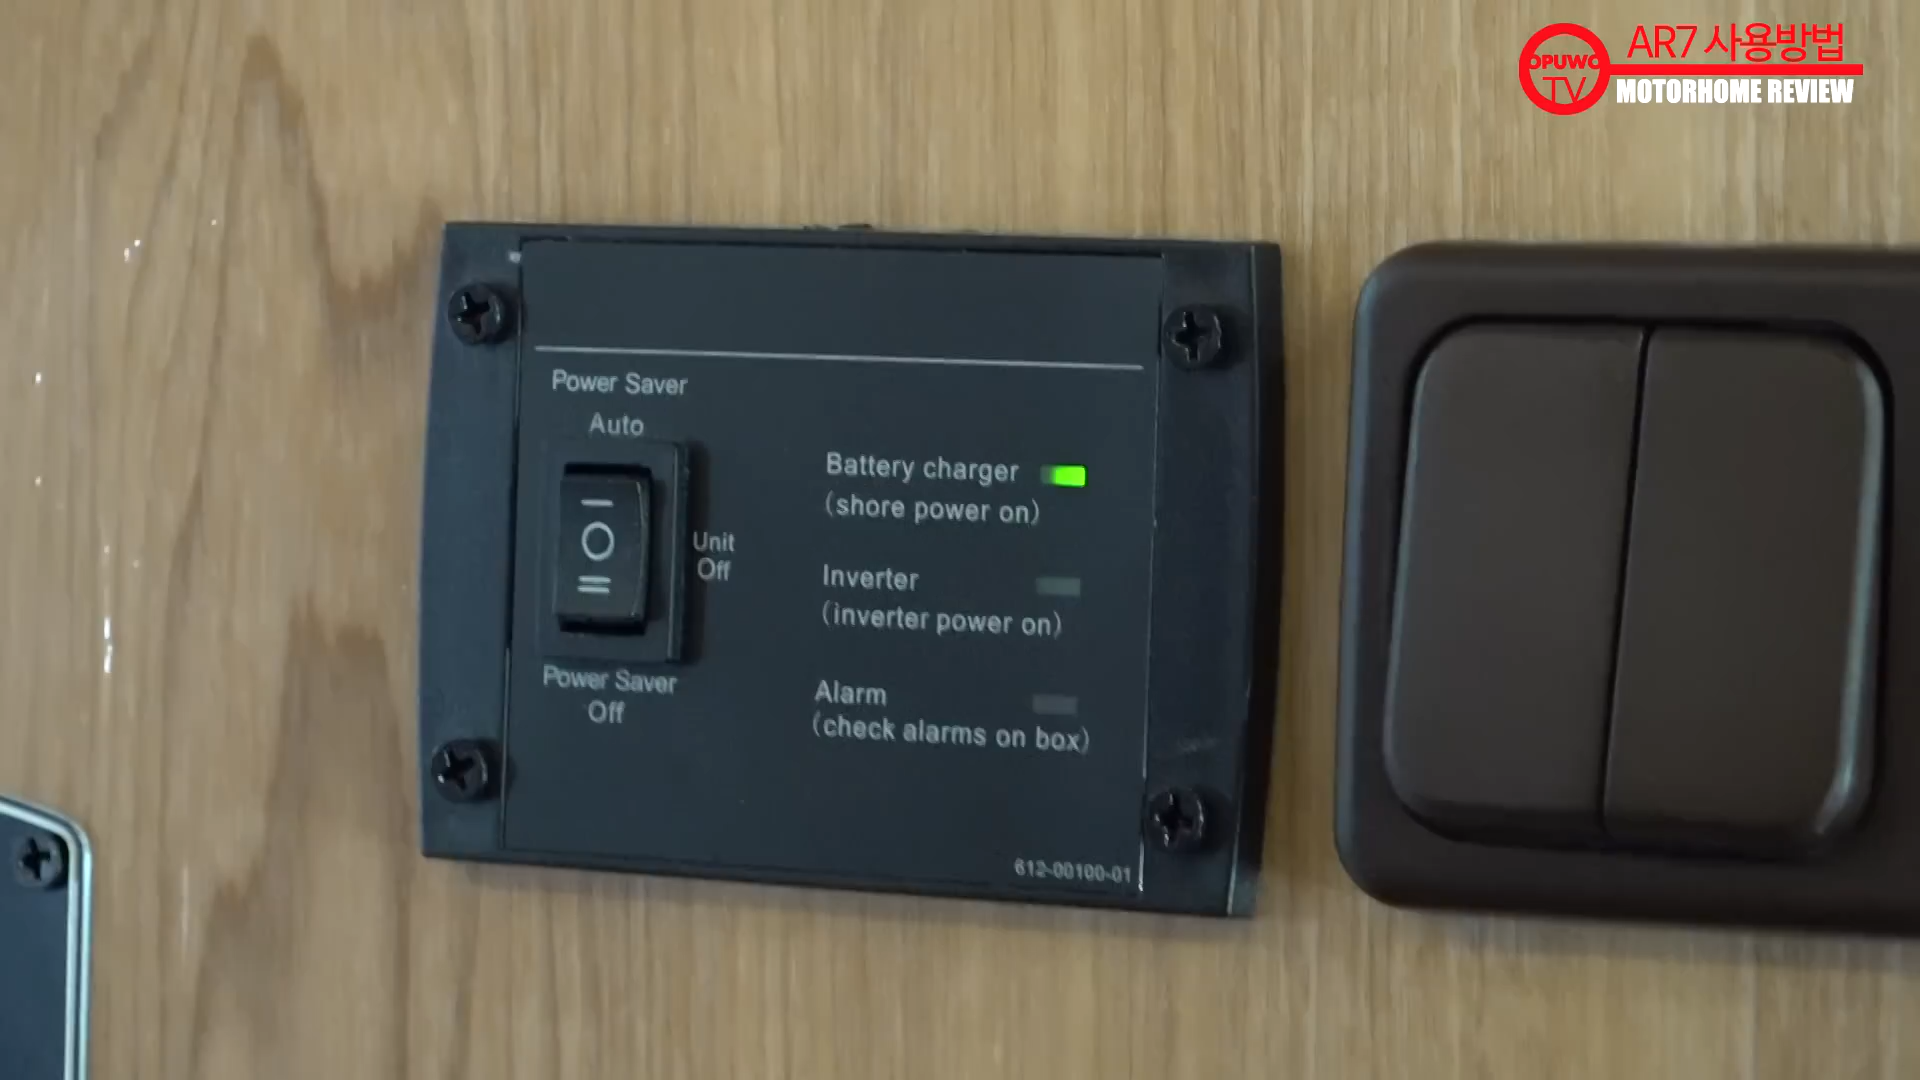 AR7 사용방법
OPUWO
TV
MOTORHOME REVIEW
Power Saver
Auto
Unit
Off
Power Saver
Off
Battery charger
(shore power on)
Inverter
(inverter power on)
Alarm
(check alarms on box)
612-00100-01